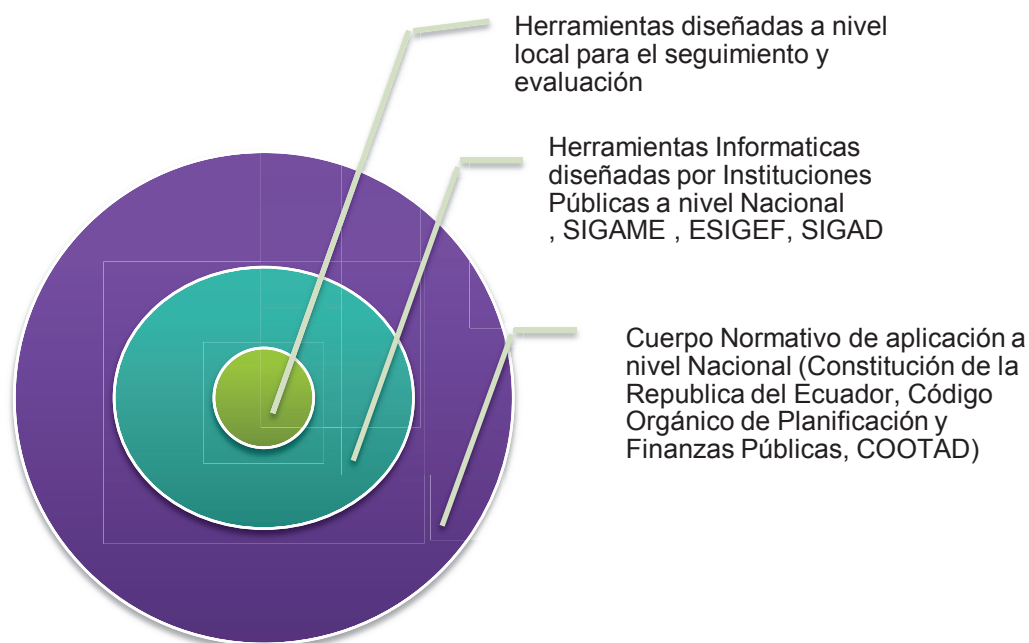 Herramientas diseñadas a nivel
local para el seguimiento y
evaluación
Herramientas Informaticas
diseñadas por Instituciones
Públicas a nivel Nacional
, SIGAME , ESIGEF, SIGAD
Cuerpo Normativo de aplicación a
nivel Nacional (Constitución de la
Republica del Ecuador, Código
Orgánico de Planificación y
Finanzas Públicas, COOTAD)